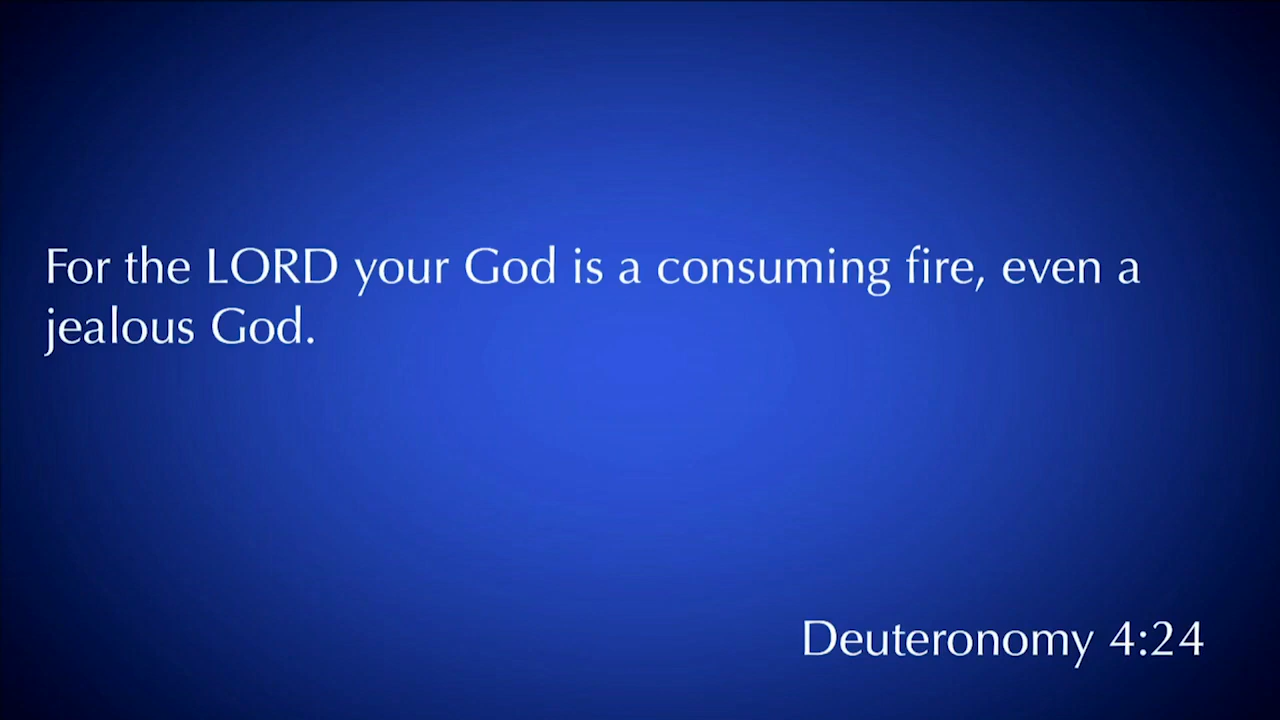 For the LORD your God is a consuming fire, even a
jealous God.
Deuteronomy 4:24